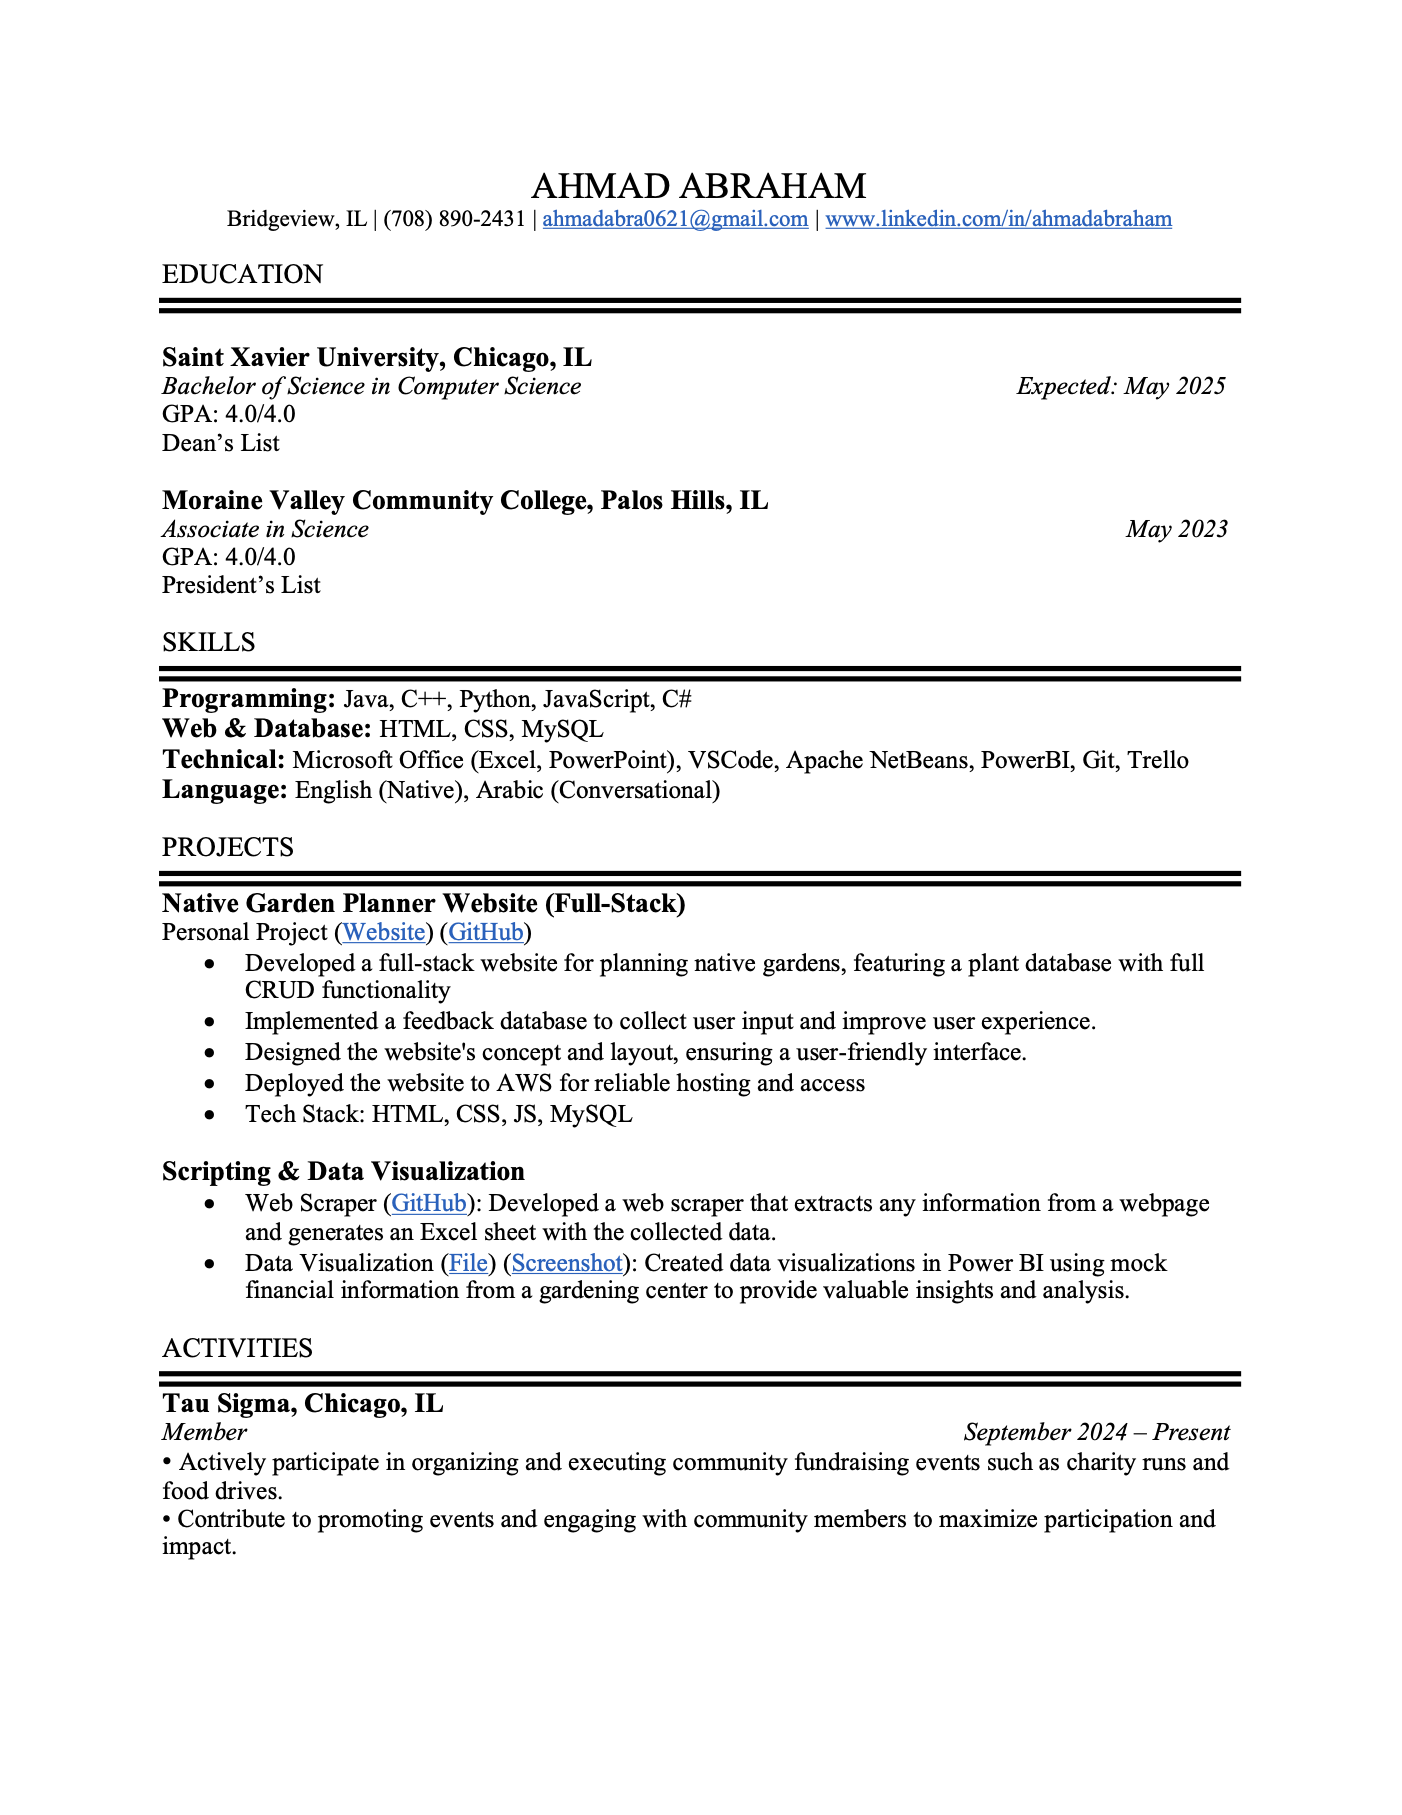 AHMAD ABRAHAM
Bridgeview, IL | (708) 890-2431 | ahmadabra0621@gmail.com | www.linkedin.com/in/ahmadabraham
EDUCATION
Saint Xavier University, Chicago, IL
Bachelor of Science in Computer Science Expected: May 2025
GPA: 4.0/4.0
Dean’s List
Moraine Valley Community College, Palos Hills, IL
Associate in Science May 2023
GPA: 4.0/4.0
President’s List
SKILLS
Programming: Java, C++, Python, JavaScript, C#
Web & Database: HTML, CSS, MySQL
Technical: Microsoft Office (Excel, PowerPoint), VSCode, Apache NetBeans, PowerBI, Git, Trello
Language: English (Native), Arabic (Conversational)
PROJECTS
Native Garden Planner Website (Full-Stack)
Personal Project (Website) (GitHub)
• Developed a full-stack website for planning native gardens, featuring a plant database with full
CRUD functionality
• Implemented a feedback database to collect user input and improve user experience.
• Designed the website's concept and layout, ensuring a user-friendly interface.
• Deployed the website to AWS for reliable hosting and access
• Tech Stack: HTML, CSS, JS, MySQL
Scripting & Data Visualization
• Web Scraper (GitHub): Developed a web scraper that extracts any information from a webpage
and generates an Excel sheet with the collected data.
• Data Visualization (File) (Screenshot): Created data visualizations in Power BI using mock
financial information from a gardening center to provide valuable insights and analysis.
ACTIVITIES
Tau Sigma, Chicago, IL
Member September 2024 – Present
• Actively participate in organizing and executing community fundraising events such as charity runs and
food drives.
• Contribute to promoting events and engaging with community members to maximize participation and
impact.